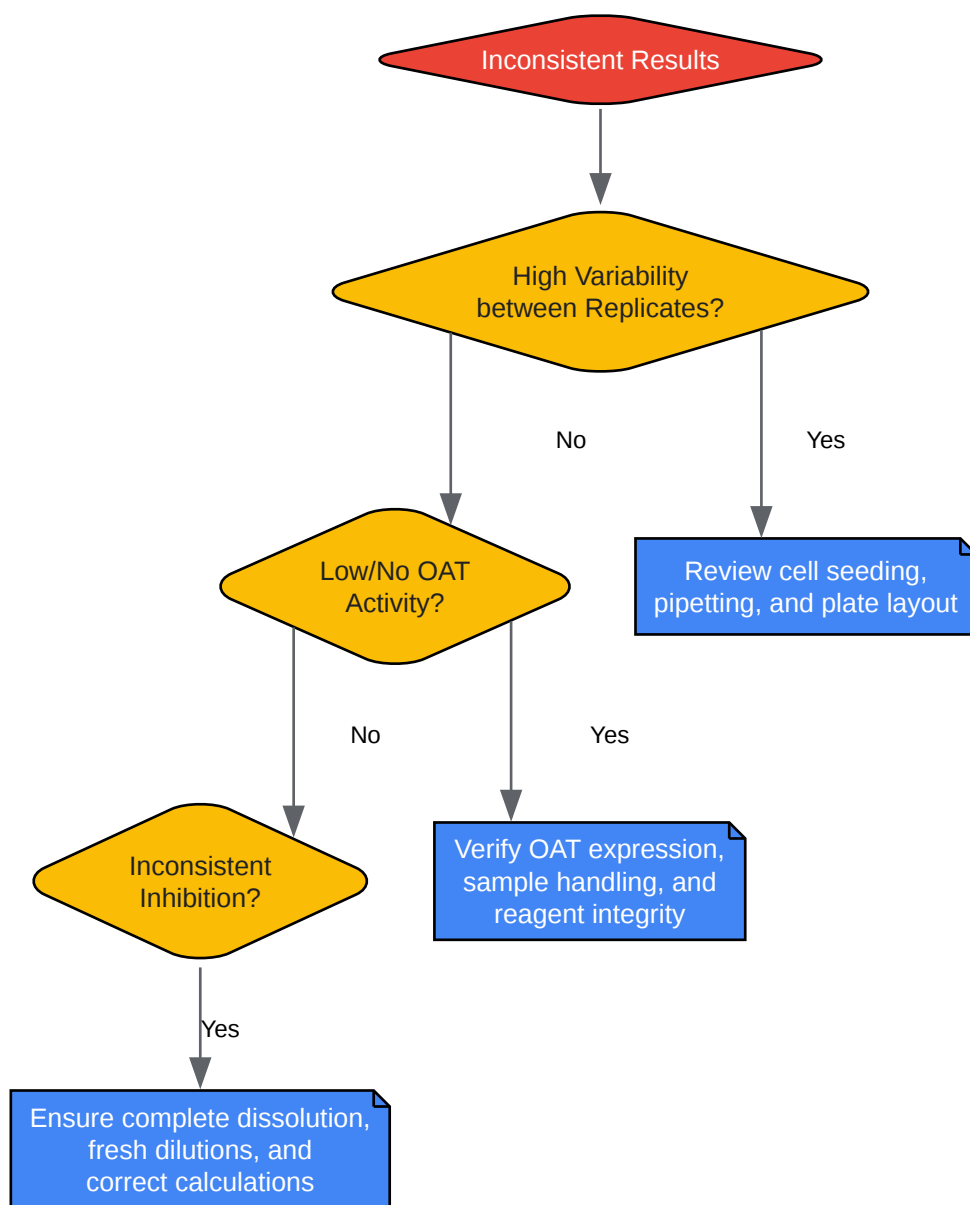 Inconsistent Results
High Variability
between Replicates?
No
Yes
Low/No OAT
Activity?
Review cell seeding,
pipetting, and plate layout
No
Yes
Inconsistent
Inhibition?
Verify OAT expression,
sample handling, and
reagent integrity
Yes
Ensure complete dissolution,
fresh dilutions, and
correct calculations